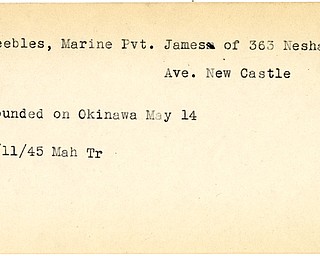 eebles, Marine Pvt. James of 363 Nesha
Ave. New Castle
ounded on Okinawa May 14
/11/45 Mah Tr